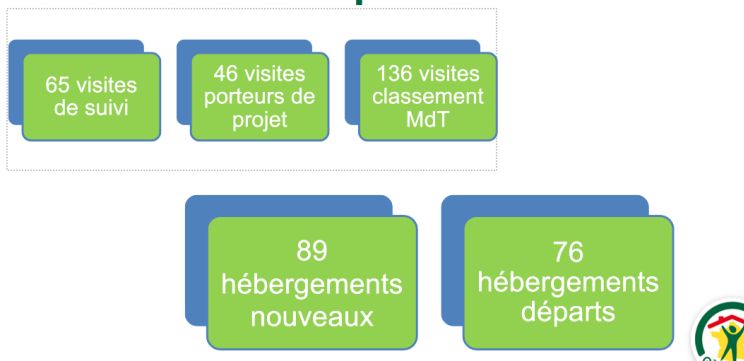 65 visites
de suivi
46 visites
porteurs de
projet
136 visites
classement
MdT
89
hébergements
nouveaux
76
hébergements
départs